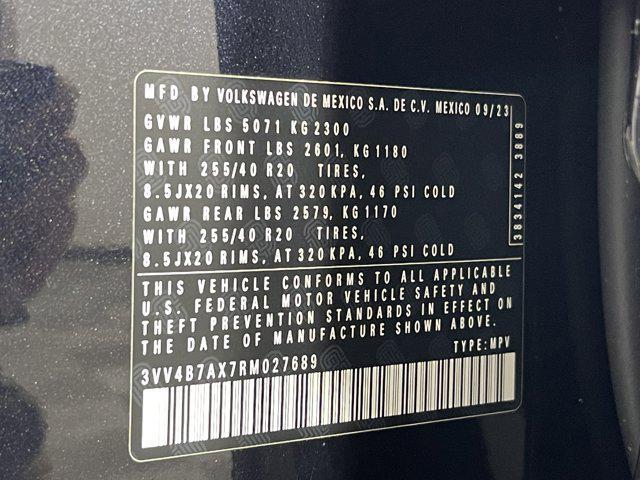 MFD BY VOLKSWAGEN DE MEXICO S.A. DE C.V. MEXICO 09/23
GVWR LBS 5071 KG 2300
GAWR FRONT LBS 2601, KG 1180
WITH 255/40 R20 TIRES,
8.5JX20 RIMS, AT 320 KPA, 46 PSI COLD
GAWR REAR LBS 2579, KG 1170
WITH 255/40 R20 TIRES,
8.5JX20 RIMS, AT 320 KPA, 46 PSI COLD
3834142 3889
THIS VEHICLE CONFORMS TO ALL APPLICABLE
U.S. FEDERAL MOTOR VEHICLE SAFETY AND
THEFT PREVENTION STANDARDS IN EFFECT ON
THE DATE OF MANUFACTURE SHOWN ABOVE.
3VV4B7AX7RM027689 TYPE: MPV